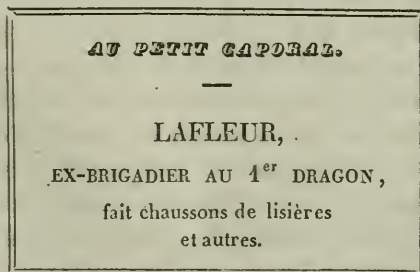 AU PETIT CAPORAL.
LAFLEUR,
EX-BRIGADIER AU 1er DRAGON,
fait chaussons de lisières
et autres.